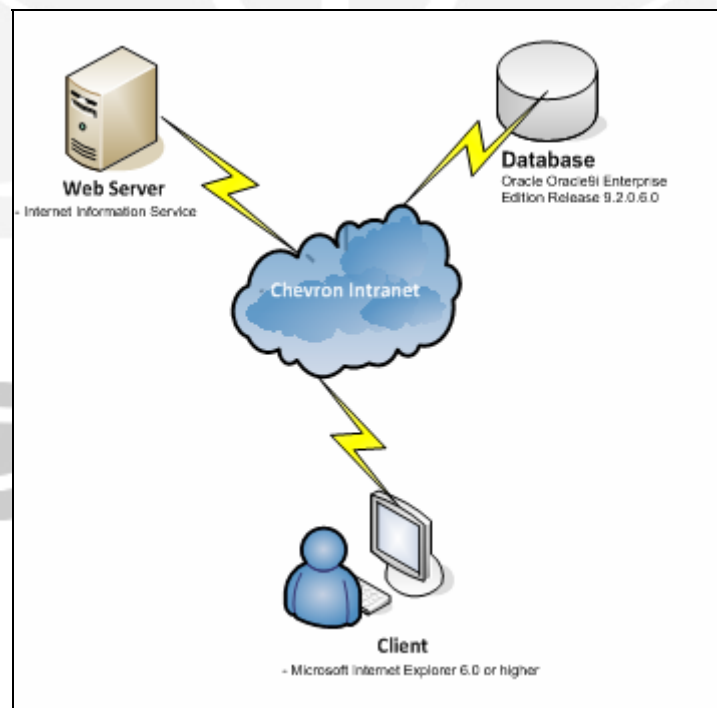 Web Server
- Internet Information Service
Database
Oracle Oracle9i Enterprise
Edition Release 9.2.0.6.0
Chevron Intranet
Client
- Microsoft Internet Explorer 6.0 or higher